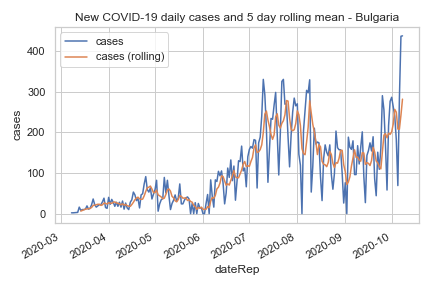 New COVID-19 daily cases and 5 day rolling mean - Bulgaria
cases
cases (rolling)
400
300
200
100
0
cases
2020-03
2020-04
2020-05
2020-06
2020-07
2020-08
2020-09
2020-10
dateRep